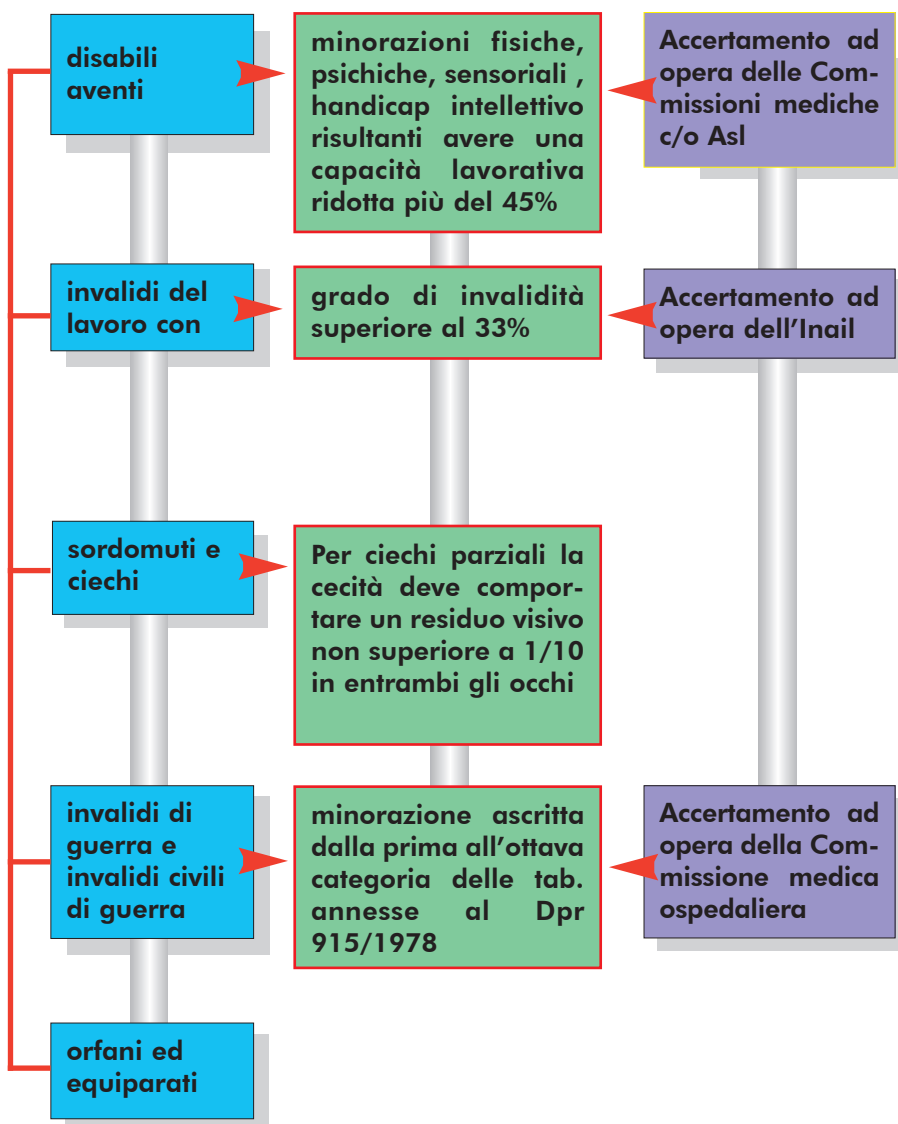 disabili
aventi
minorazioni fisiche,
psichiche, sensoriali ,
handicap intellettivo
risultanti avere una
capacità lavorativa
ridotta più del 45%
Accertamento ad
opera delle Com-
missioni mediche
c/o Asl
invalidi del
lavoro con
grado di invalidità
superiore al 33%
Accertamento ad
opera dell'Inail
sordomuti e
ciechi
Per ciechi parziali la
cecità deve compor-
tare un residuo visivo
non superiore a 1/10
in entrambi gli occhi
invalidi di
guerra e
invalidi civili
di guerra
minorazione ascritta
dalla prima all'ottava
categoria delle tab.
annesse al Dpr
915/1978
Accertamento ad
opera della Com-
missione medica
ospedaliera
orfani ed
equiparati